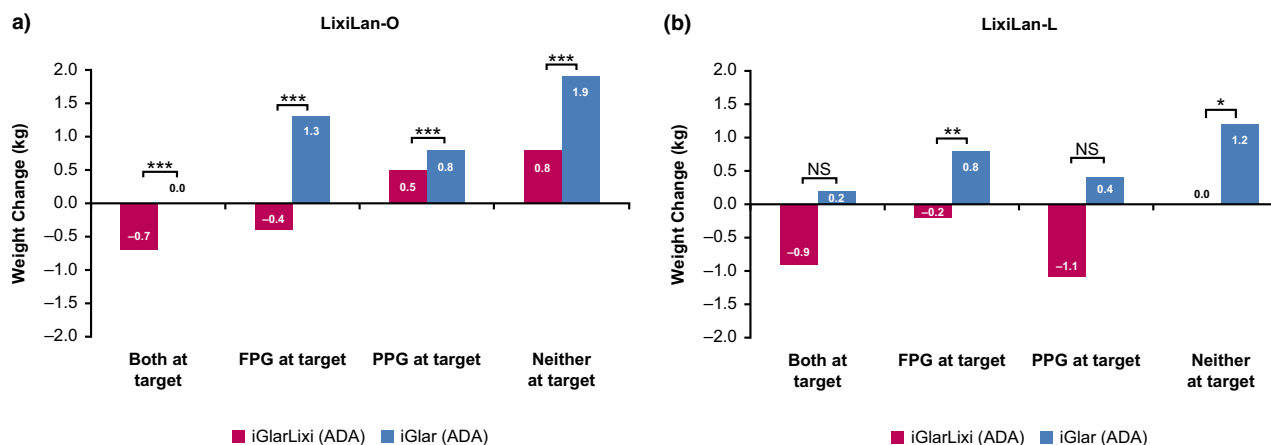 a)
LixiLan-O
Weight Change (kg)
2.0
1.5
1.0
0.5
0.0
–0.5
–1.0
–1.5
–2.0
***
0.0
–0.7
***
1.3
–0.4
***
0.5
0.8
***
0.8
1.9
Both at
target
FPG at target
PPG at target
Neither
at target
iGlarLixi (ADA)
iGlar (ADA)
(b)
LixiLan-L
Weight Change (kg)
2.0
1.5
1.0
0.5
0.0
–0.5
–1.0
–1.5
–2.0
NS
0.2
–0.9
**
0.8
–0.2
NS
0.4
–1.1
*
0.0
1.2
Both at
target
FPG at target
PPG at target
Neither
at target
iGlarLixi (ADA)
iGlar (ADA)